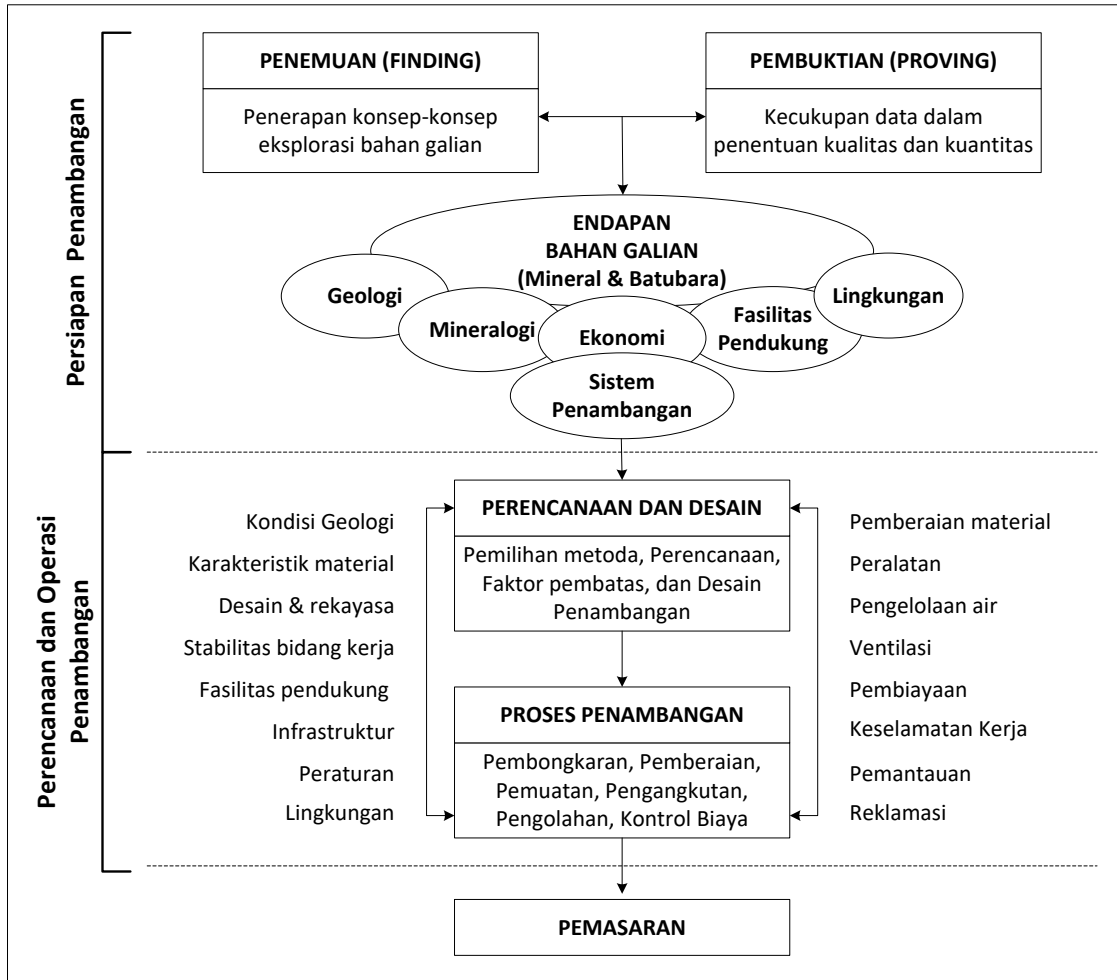 Persiapan Penambangan
PENEMUAN (FINDING)
Penerapan konsep-konsep
eksplorasi bahan galian
PEMBUKTIAN (PROVING)
Kecukupan data dalam
penentuan kualitas dan kuantitas
ENDAPAN
BAHAN GALIAN
(Mineral & Batubara)
Geologi
Mineralogi
Ekonomi
Fasilitas
Pendukung
Lingkungan
Sistem
Penambangan
Perencanaan dan Operasi
Penambangan
Kondisi Geologi
Karakteristik material
Desain & rekayasa
Stabilitas bidang kerja
Fasilitas pendukung
Infrastruktur
Peraturan
Lingkungan
PERENCANAAN DAN DESAIN
Pemilihan metoda, Perencanaan,
Faktor pembatas, dan Desain
Penambangan
PROSES PENAMBANGAN
Pembongkaran, Pemberaian,
Pemuatan, Pengangkutan,
Pengolahan, Kontrol Biaya
Pemberaian material
Peralatan
Pengelolaan air
Ventilasi
Pembiayaan
Keselamatan Kerja
Pemantauan
Reklamasi
PEMASARAN